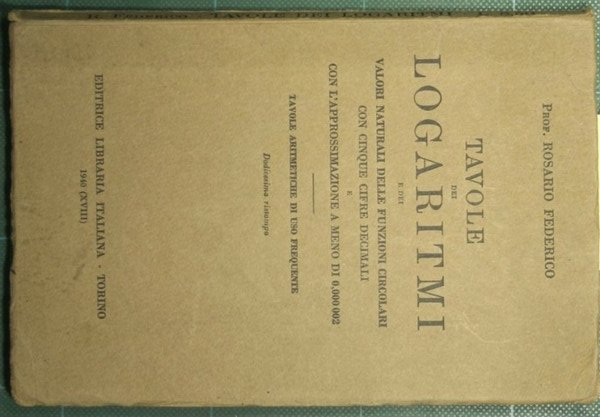 Prof. ROSARIO FEDERICO
TAVOLE
DEI
LOGARITMI
E DEI
VALORI NATURALI DELLE FUNZIONI CIRCOLARI
CON CINQUE CIFRE DECIMALI
E
CON L'APPROSSIMAZIONE A MENO DI 0,000 002
TAVOLE ARITMETICHE DI USO FREQUENTE
Dodicesima ristampa
EDITRICE LIBRARIA ITALIANA - TORINO
1940 (XVIII)
R. Federico - TAVOLE DEI LOGARITMI